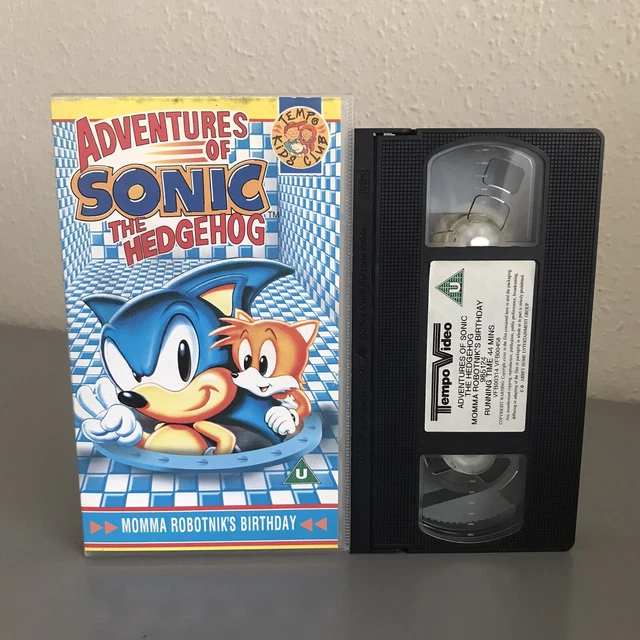 ADVENTURES
OF
SONIC
THE
HEDGEHOG
TM
TEMPO
KIDS CLUB
U
MOMMA ROBOTNIK'S BIRTHDAY
U
Tempo Video
ADVENTURES OF SONIC
THE HEDGEHOG
MOMMA ROBOTNIK'S BIRTHDAY
RUNNING TIME 44 MINS